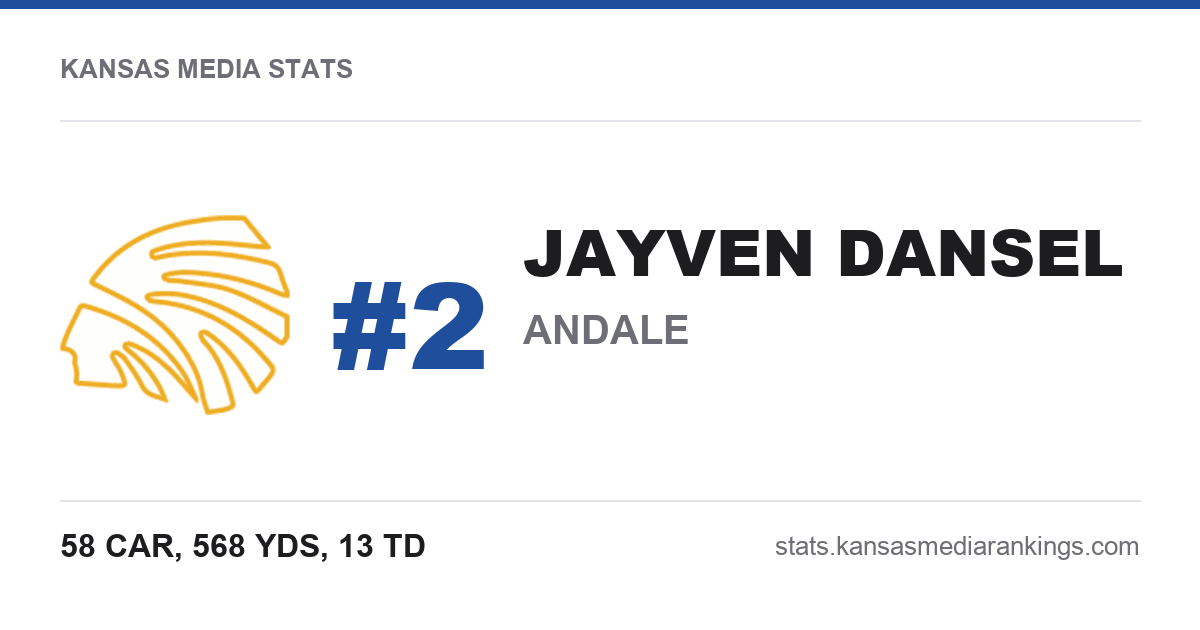 KANSAS MEDIA STATS
#2
JAYVEN DANSEL
ANDALE
58 CAR, 568 YDS, 13 TD
stats.kansasmediarankings.com